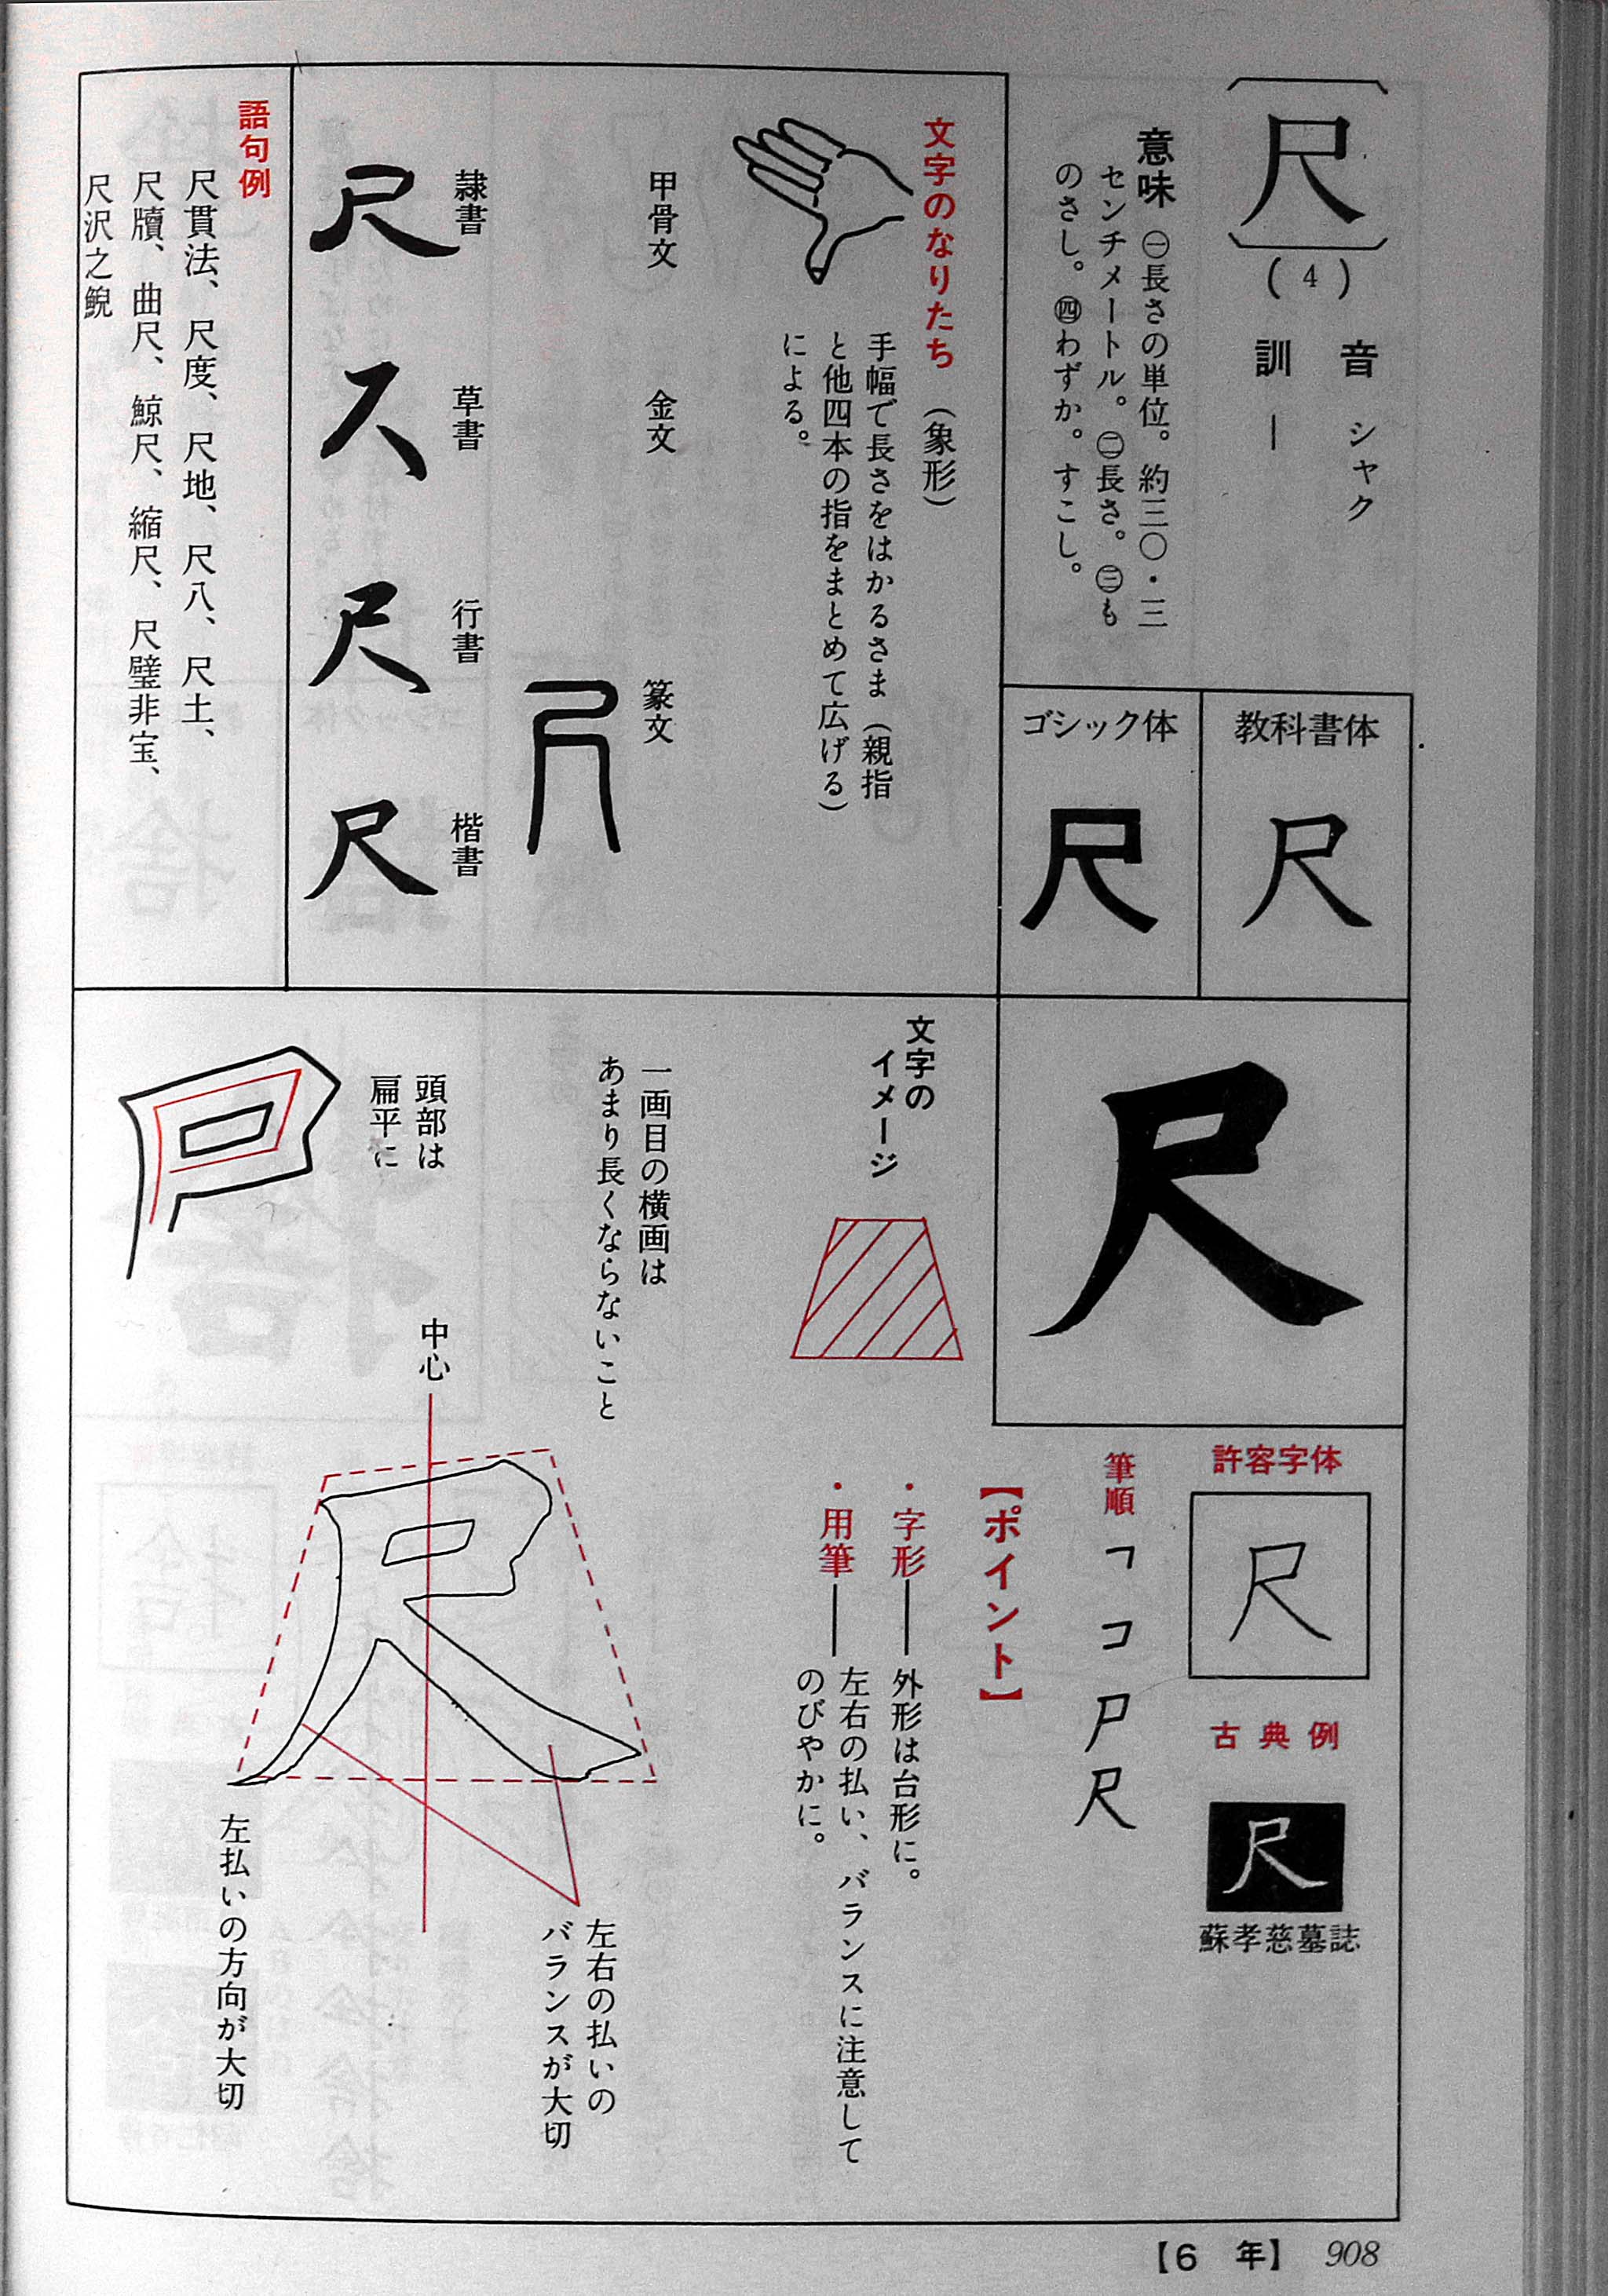 尺
(4)
音 シャク
訓 ―
意味 ㊀長さの単位。約三〇・三
センチメートル。㊁長さ。㊂も
のさし。㊃わずか。すこし。
教科書体
尺
ゴシック体
尺
文字のなりたち (象形)
手幅で長さをはかるさま(親指
と他四本の指をまとめて広げる)
による。
甲骨文
金文
篆文
尺
隷書
尺
草書
尺
行書
尺
楷書
尺
語句例
尺貫法、尺度、尺地、尺八、尺土、
尺牘、曲尺、鯨尺、縮尺、尺璧非宝、
尺沢之鯢
尺
許容字体
尺
古典例
尺
蘇孝慈墓誌
筆順
㇕ コ 尸 尺
【ポイント】
・字形――外形は台形に。
・用筆――左右の払い、バランスに注意して
のびやかに。
文字の
イメージ
一画目の横画は
あまり長くならないこと
頭部は
扁平に
中心
尺
左右の払いの
バランスが大切
左払いの方向が大切
【6 年】 908